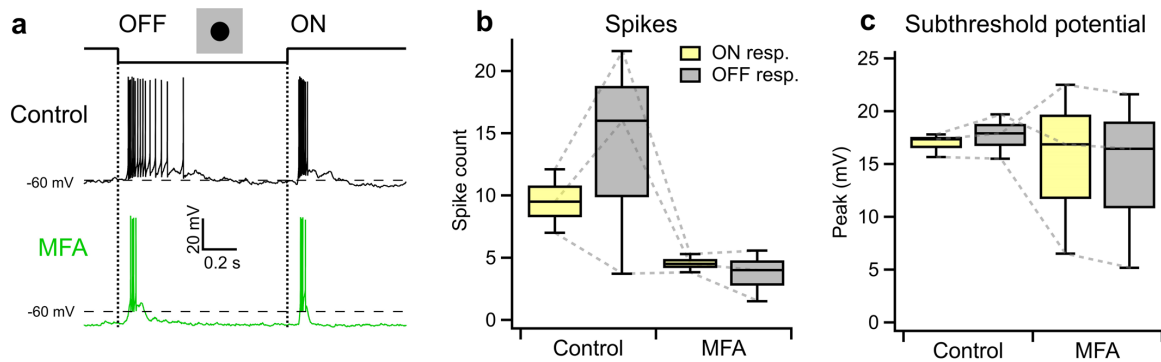 a
OFF
ON
Control
-60 mV
MFA
20 mV
0.2 s
-60 mV
b
Spikes
ON resp.
OFF resp.
Spike count
20
15
10
5
0
Control
MFA
c
Subthreshold potential
Peak (mV)
25
20
15
10
5
0
Control
MFA